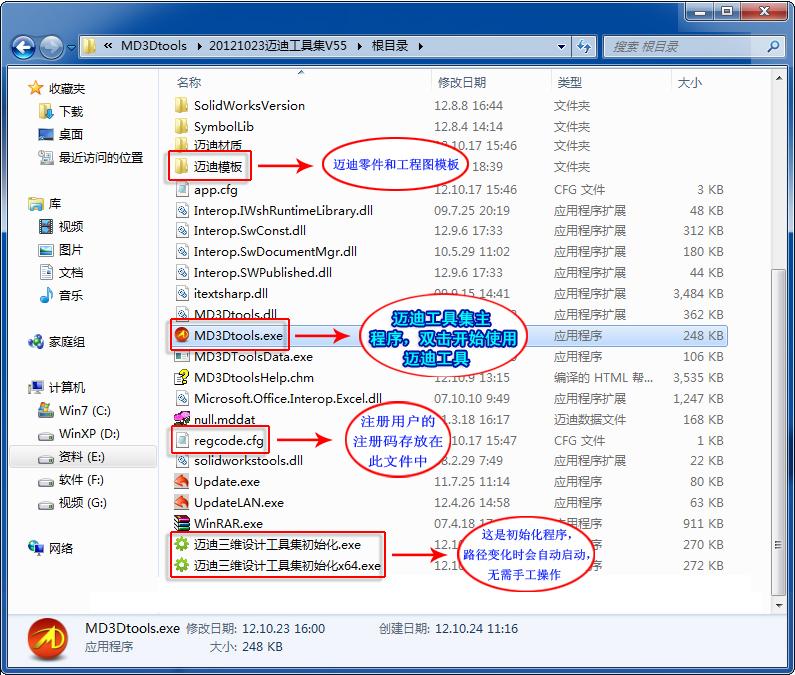 « MD3Dtools ▸ 20121023迈迪工具集V55 ▸ 根目录 ▸
搜索 根目录
名称 修改日期 类型 大小
收藏夹
下载
桌面
最近访问的位置
库
视频
图片
文档
音乐
家庭组
计算机
Win7 (C:)
WinXP (D:)
资料 (E:)
软件 (F:)
视频 (G:)
网络
SolidWorksVersion 12.8.8 16:44 文件夹
SymbolLib 12.8.4 14:14 文件夹
迈迪材质 .10.17 15:46 文件夹
迈迪模板 18:39 文件夹
迈迪零件和工程图模板
app.cfg 12.10.17 15:46 CFG 文件 3 KB
Interop.IWshRuntimeLibrary.dll 09.7.25 20:19 应用程序扩展 48 KB
Interop.SwConst.dll 12.9.6 17:33 应用程序扩展 312 KB
Interop.SwDocumentMgr.dll 10.5.29 11:02 应用程序扩展 180 KB
Interop.SWPublished.dll 12.9.6 17:33 应用程序扩展 44 KB
itextsharp.dll 09.9.15 14:41 应用程序扩展 3,484 KB
MD3Dtools.dll 应用程序扩展 362 KB
MD3Dtools.exe 应用程序 248 KB
迈迪工具集主
程序，双击开始使用
迈迪工具
MD3DToolsData.exe 应用程序 106 KB
MD3DtoolsHelp.chm 12.10.9 13:15 编译的 HTML 帮... 3,535 KB
Microsoft.Office.Interop.Excel.dll 07.10.10 9:49 应用程序扩展 1,247 KB
null.mddat 1.3.18 16:17 迈迪数据文件 168 KB
regcode.cfg .10.17 15:47 CFG 文件 1 KB
注册用户的
注册码存放在
此文件中
solidworkstools.dll 8.2.29 7:49 应用程序扩展 22 KB
Update.exe 11.7.25 11:14 应用程序 80 KB
UpdateLAN.exe 12.4.26 14:58 应用程序 63 KB
WinRAR.exe 07.4.18 应用程序 911 KB
迈迪三维设计工具集初始化.exe 12.10 270 KB
迈迪三维设计工具集初始化x64.exe 12.10 序 272 KB
这是初始化程序，
路径变化时会自动启动，
无需手工操作
MD3Dtools.exe 修改日期: 12.10.23 16:00 创建日期: 12.10.24 11:16
应用程序 大小: 248 KB